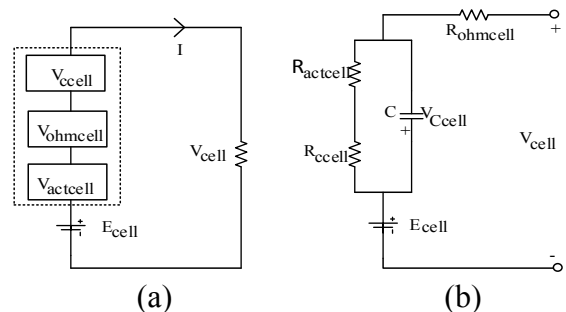 I
Vccell
Vohmcell
Vactcell
Vcell
Ecell
+
-
(a)
Rohmcell
+
Ractcell
C
VCcell
+
Rccell
Vcell
Ecell
+
-
-
(b)